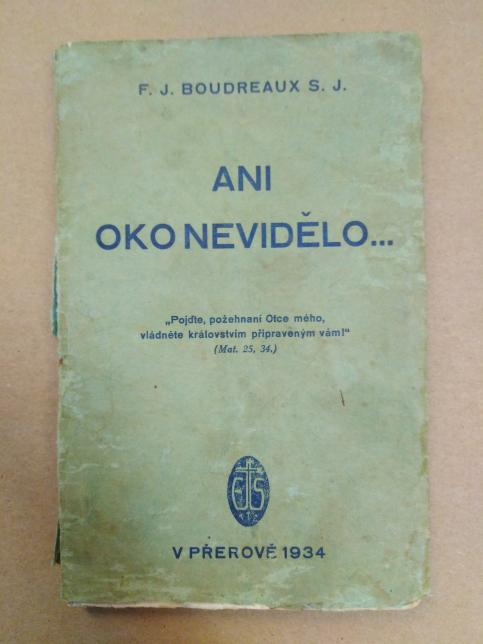 F. J. BOUDREAUX S. J.
ANI
OKO NEVIDĚLO...
„Pojďte, požehnaní Otce mého,
vládněte královstvím připraveným vám!“
(Mat. 25, 34.)
V PŘEROVĚ 1934